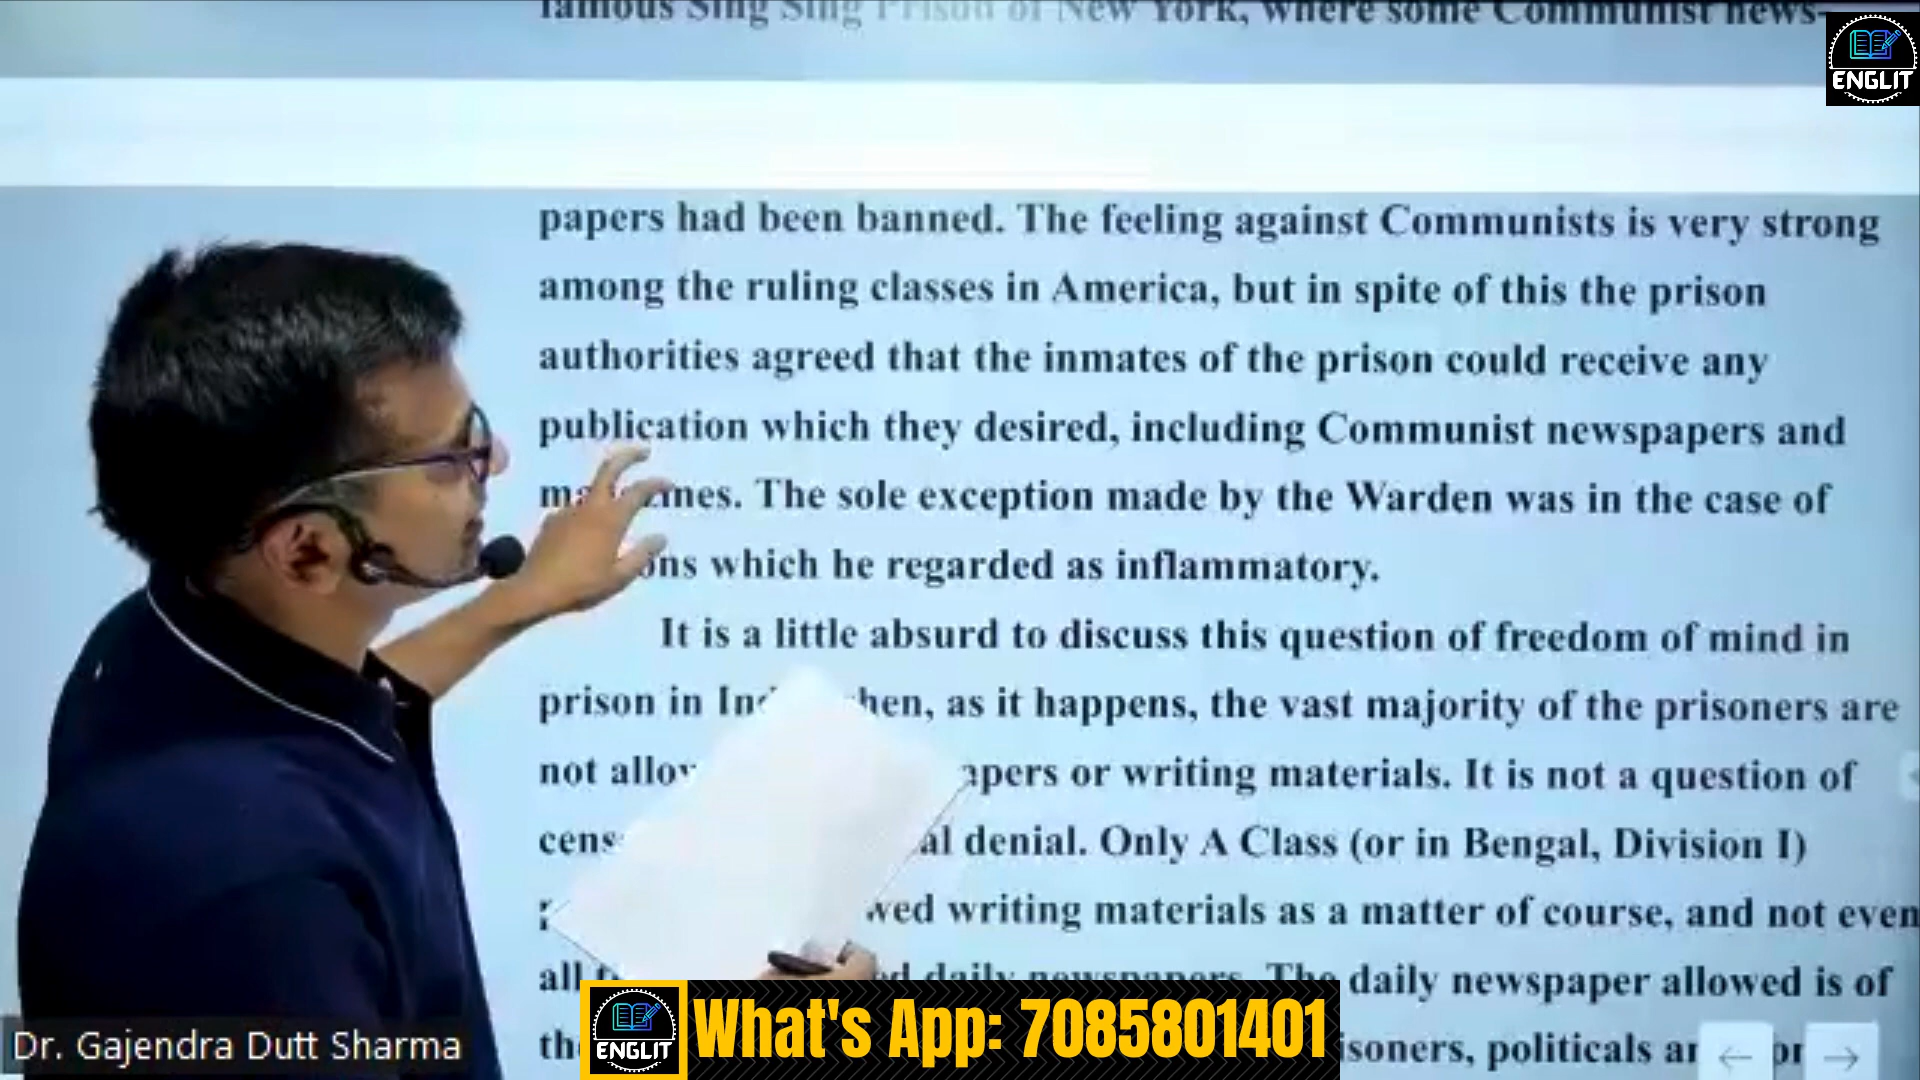 famous Sing Sing Prison of New York, where some Communist news-
ENGLIT
papers had been banned. The feeling against Communists is very strong
among the ruling classes in America, but in spite of this the prison
authorities agreed that the inmates of the prison could receive any
publication which they desired, including Communist newspapers and
The sole exception made by the Warden was in the case of
which he regarded as inflammatory.
It is a little absurd to discuss this question of freedom of mind in
prison in as it happens, the vast majority of the prisoners are
not or writing materials. It is not a question of
denial. Only A Class (or in Bengal, Division I)
writing materials as a matter of course, and not even
all daily newspapers. The daily newspaper allowed is of
politicals
Dr. Gajendra Dutt Sharma
ENGLIT
What's App: 7085801401